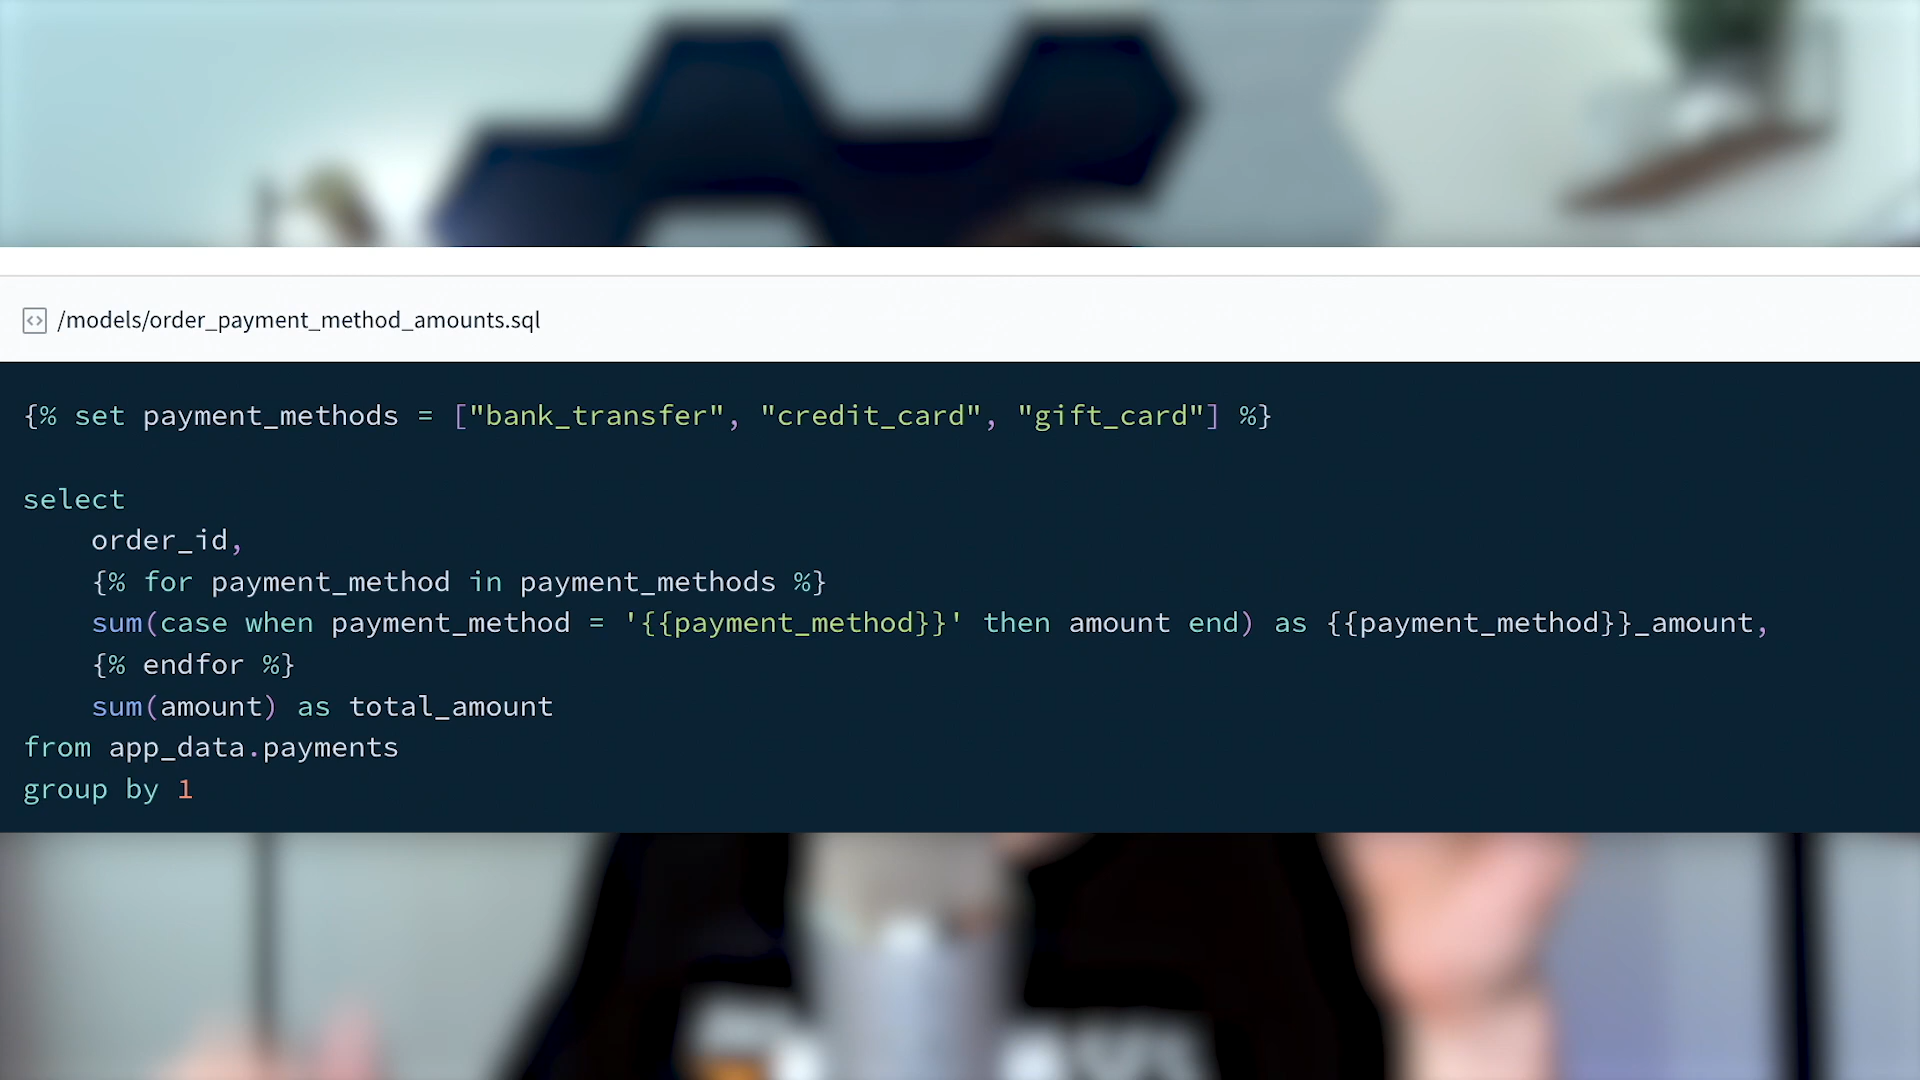 /models/order_payment_method_amounts.sql
{% set payment_methods = ["bank_transfer", "credit_card", "gift_card"] %}
select
order_id,
{% for payment_method in payment_methods %}
sum(case when payment_method = '{{payment_method}}' then amount end) as {{payment_method}}_amount,
{% endfor %}
sum(amount) as total_amount
from app_data.payments
group by 1